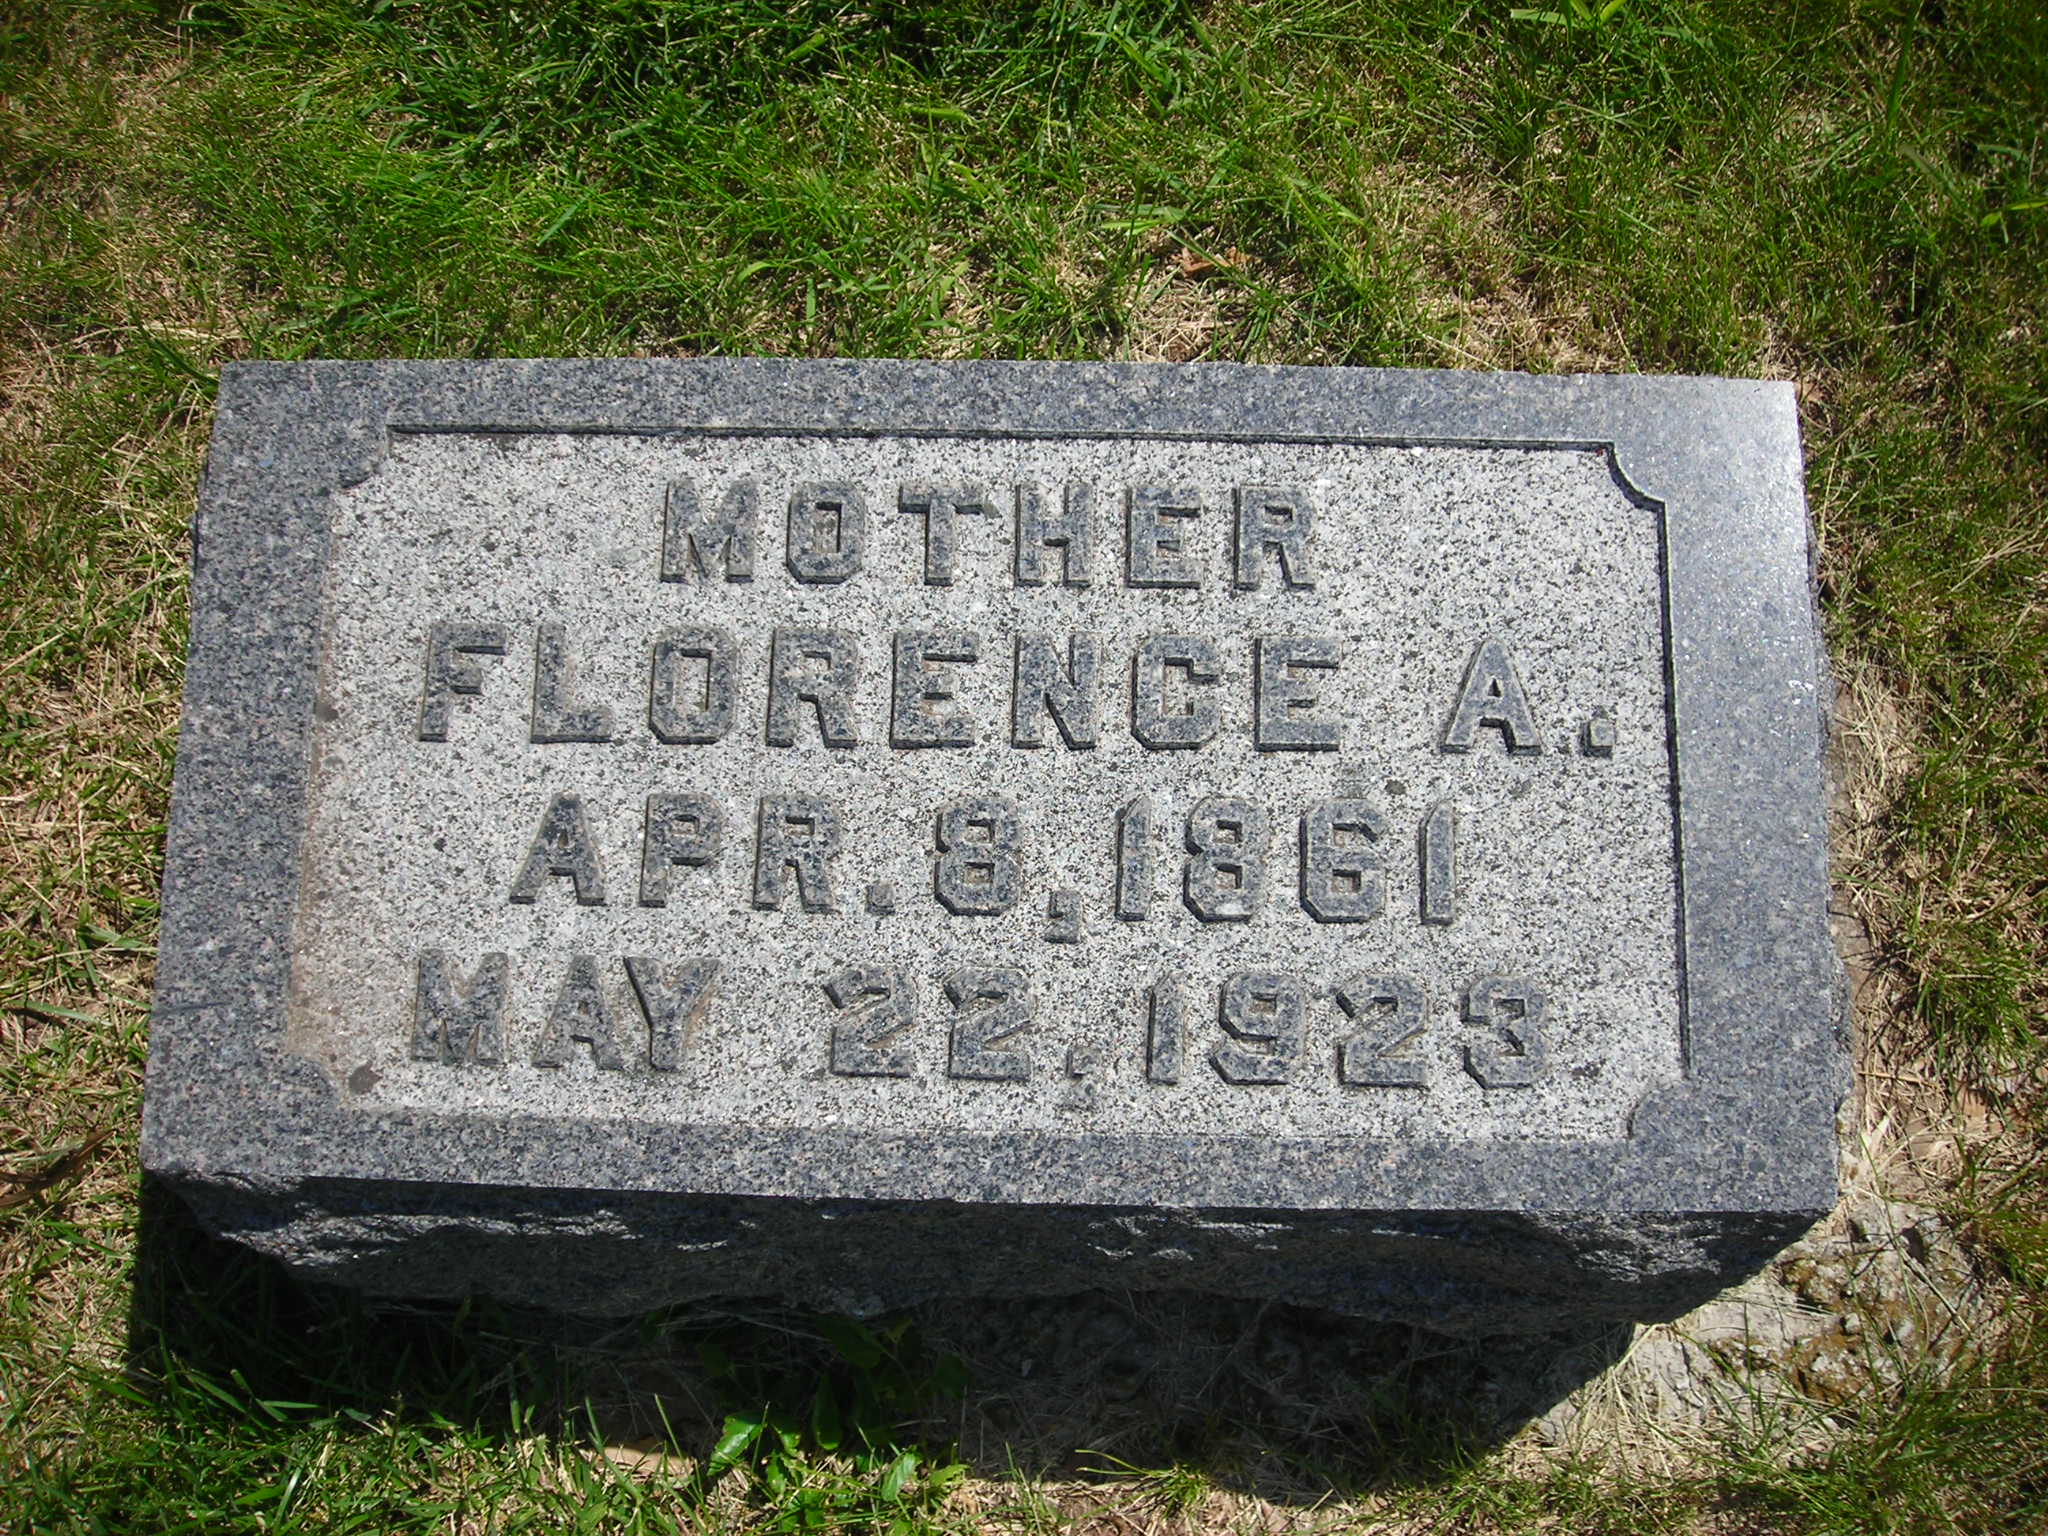 MOTHER
FLORENCE A.
APR. 8, 1861
MAY 22, 1923